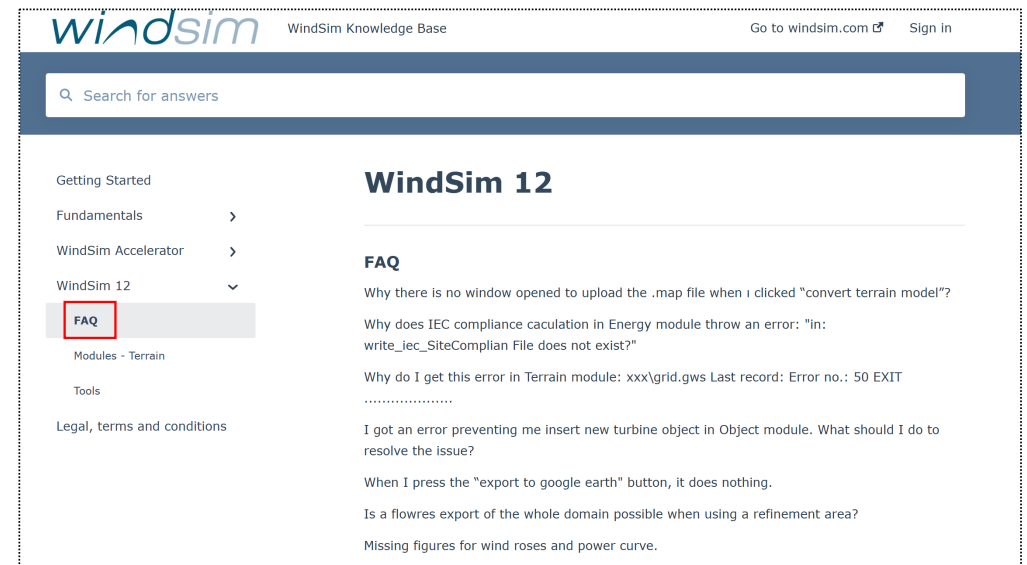 windsim
WindSim Knowledge Base
Go to windsim.com
Sign in
Search for answers
Getting Started
Fundamentals
WindSim Accelerator
WindSim 12
FAQ
Modules - Terrain
Tools
Legal, terms and conditions
WindSim 12
FAQ
Why there is no window opened to upload the .map file when ı clicked “convert terrain model”?
Why does IEC compliance caculation in Energy module throw an error: "in:
write_iec_SiteComplian File does not exist?"
Why do I get this error in Terrain module: xxx\grid.gws Last record: Error no.: 50 EXIT
....................
I got an error preventing me insert new turbine object in Object module. What should I do to
resolve the issue?
When I press the “export to google earth" button, it does nothing.
Is a flowres export of the whole domain possible when using a refinement area?
Missing figures for wind roses and power curve.